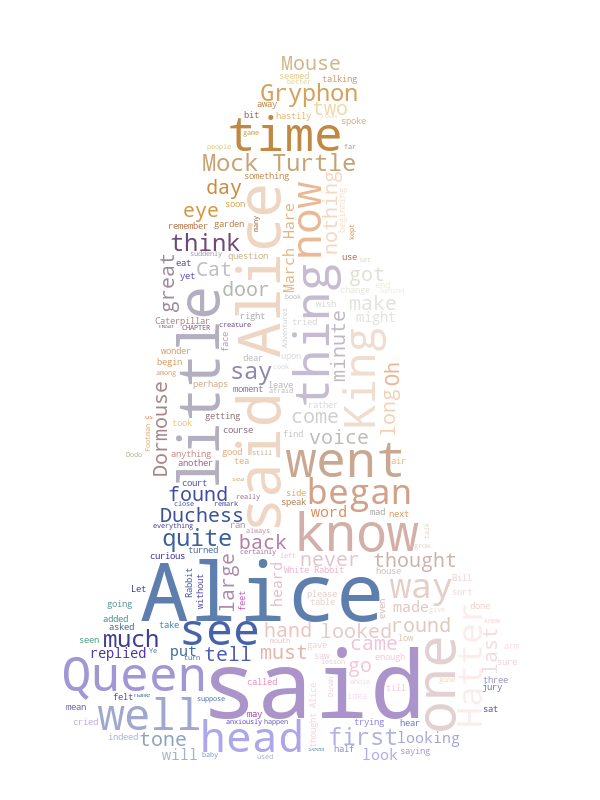 Mouse
seemed talking
better
Gryphon
away two
bit hastily spoke
time
game
people far
Mock Turtle
something
day
eye soon many
remember garden kept
think now nothing beginning
suddenly question March Hare use
eat Cat got
yet door book change end
great little said Alice thing wish make
Caterpillar CHAPTER right Adventures tried might
creature
wonder face dear upon minute King
begin say cook
among perhaps moment leave afraid Oh
Dormouse rather long
getting come
took course find voice
Footman
Dodo anything good still went air
another tea
court side began
found really speak
close remark word mad next
Duchess ran
everything always
quite back know
curious turned certainly never thought
large heard left grow
Rabbit White Rabbit house Bill
Let without feet Alice way sort
going please even
added take table made done
asked see low round Hatter last
much hand looked arm
seen put turn tell must came sure
replied Ye mouth gave saw go one
Queen said called idea till three
felt jury
mean suppose thought Alice sat
well may anxiously happen trying hear
cried
indeed tone head first looking
will baby used half look saying